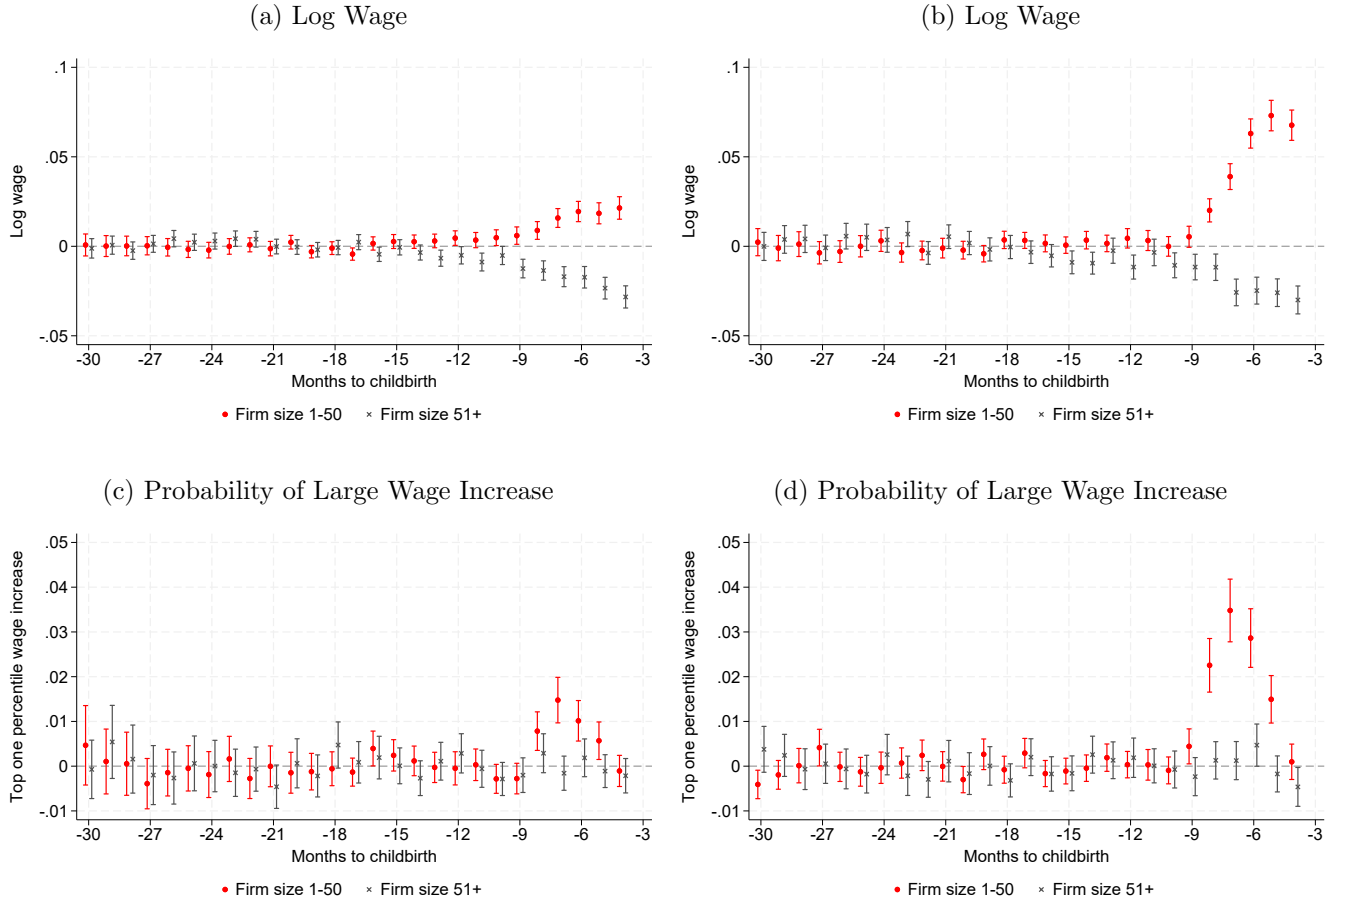 (a) Log Wage
.1
.05
0
-.05
Log wage
-30 -27 -24 -21 -18 -15 -12 -9 -6 -3
Months to childbirth
Firm size 1-50 Firm size 51+
(b) Log Wage
.1
.05
0
-.05
Log wage
-30 -27 -24 -21 -18 -15 -12 -9 -6 -3
Months to childbirth
Firm size 1-50 Firm size 51+
(c) Probability of Large Wage Increase
.05
.04
.03
.02
.01
0
-.01
Top one percentile wage increase
-30 -27 -24 -21 -18 -15 -12 -9 -6 -3
Months to childbirth
Firm size 1-50 Firm size 51+
(d) Probability of Large Wage Increase
.05
.04
.03
.02
.01
0
-.01
Top one percentile wage increase
-30 -27 -24 -21 -18 -15 -12 -9 -6 -3
Months to childbirth
Firm size 1-50 Firm size 51+